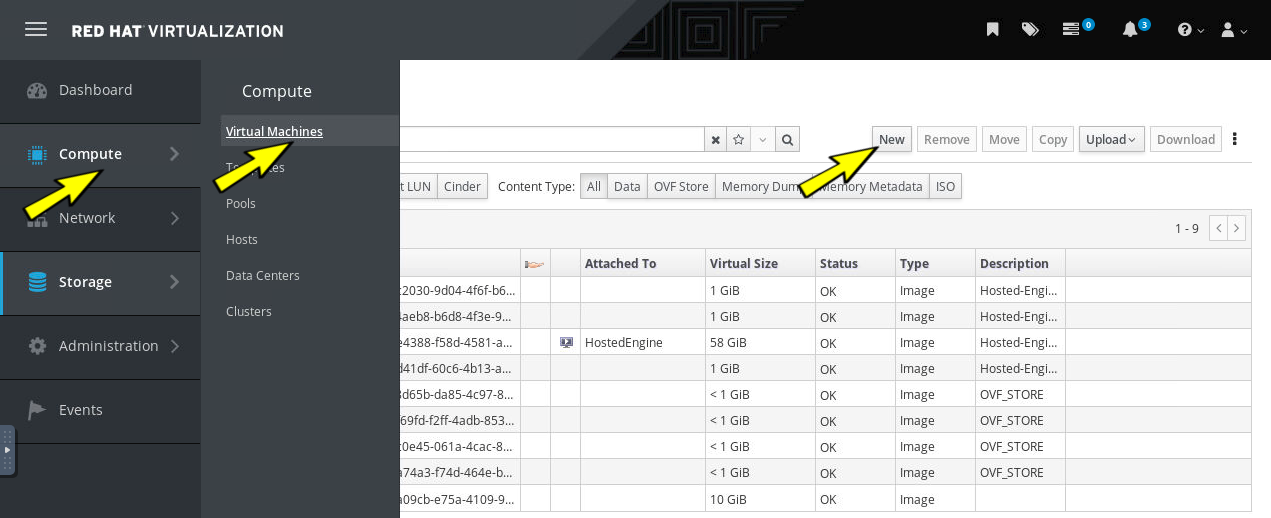 RED HAT VIRTUALIZATION
0
3
Dashboard
Compute
Network
Storage
Administration
Events
Compute
Virtual Machines
Pools
Hosts
Data Centers
Clusters
New Remove Move Copy Upload Download
LUN Cinder Content Type: All Data OVF Store Memory Metadata ISO
1 - 9
Attached To Virtual Size Status Type Description
:2030-9d04-4f6f-b6... 1 GiB OK Image Hosted-Engi...
4aeb8-b6d8-4f3e-9... 1 GiB OK Image Hosted-Engi...
e4388-f58d-4581-a... HostedEngine 58 GiB OK Image Hosted-Engi...
d41df-60c6-4b13-a... 1 GiB OK Image Hosted-Engi...
8d65b-da85-4c97-8... < 1 GiB OK Image OVF_STORE
f69fd-f2ff-4adb-853... < 1 GiB OK Image OVF_STORE
:0e45-061a-4cac-8... < 1 GiB OK Image OVF_STORE
a74a3-f74d-464e-b... < 1 GiB OK Image OVF_STORE
a09cb-e75a-4109-9... 10 GiB OK Image